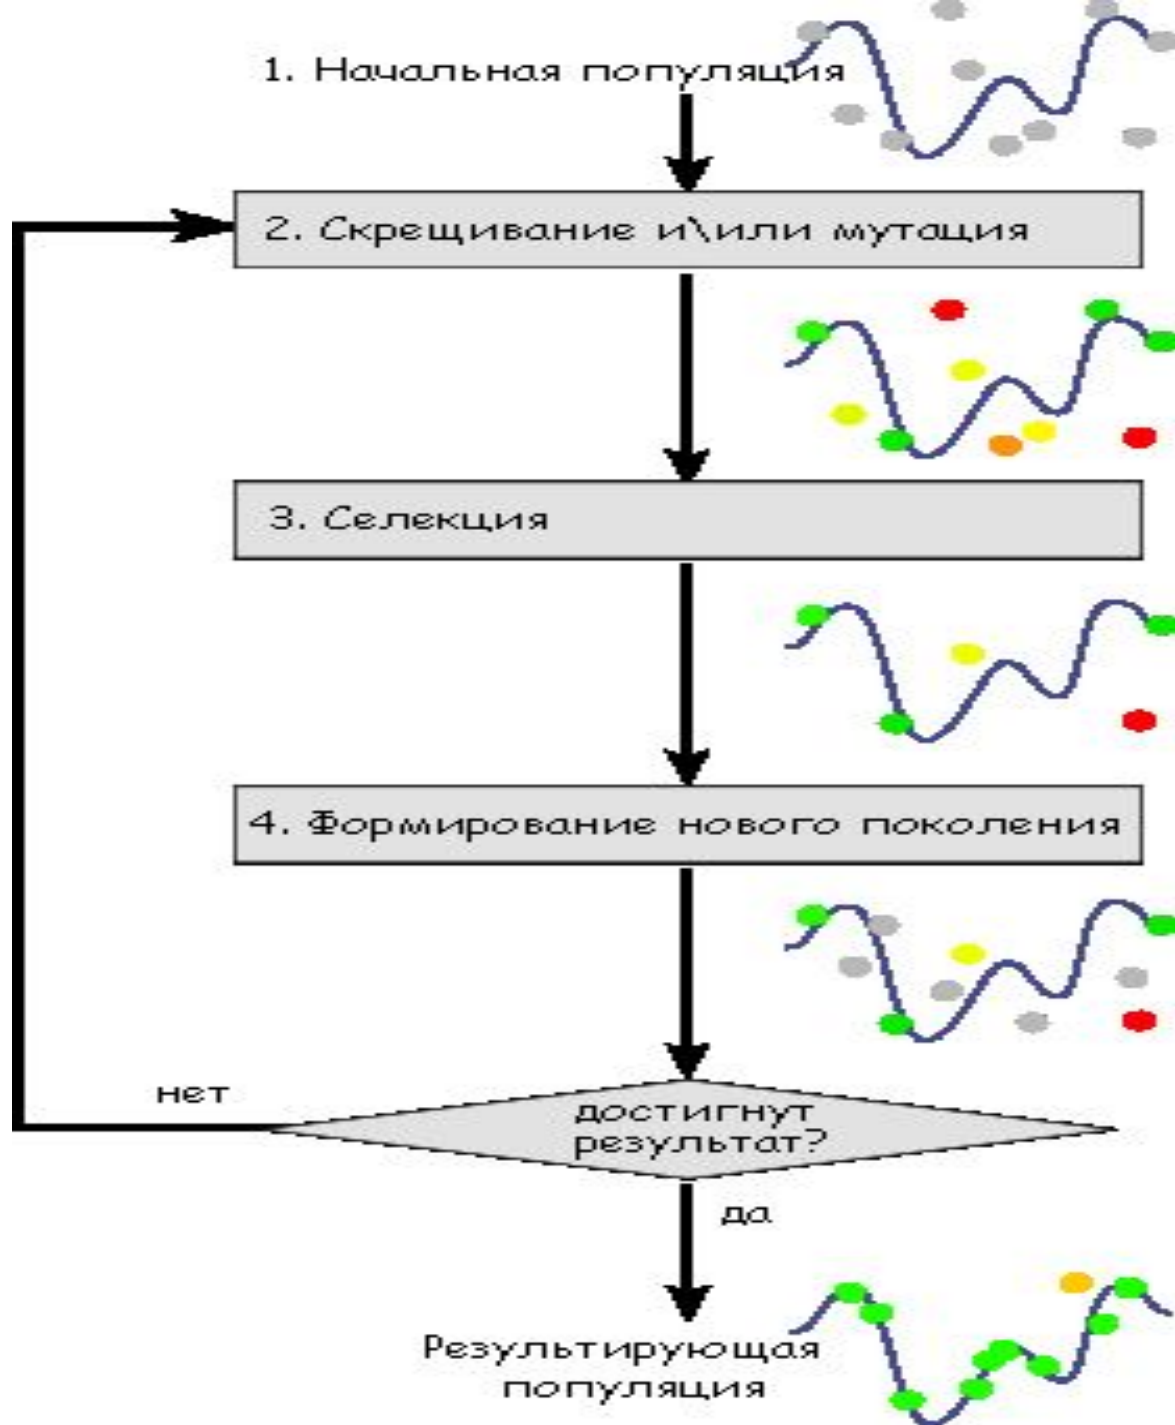 1. Начальная популяция
2. Скрещивание и\или мутация
3. Селекция
4. Формирование нового поколения
нет
достигнут
результат?
да
Результирующая
популяция